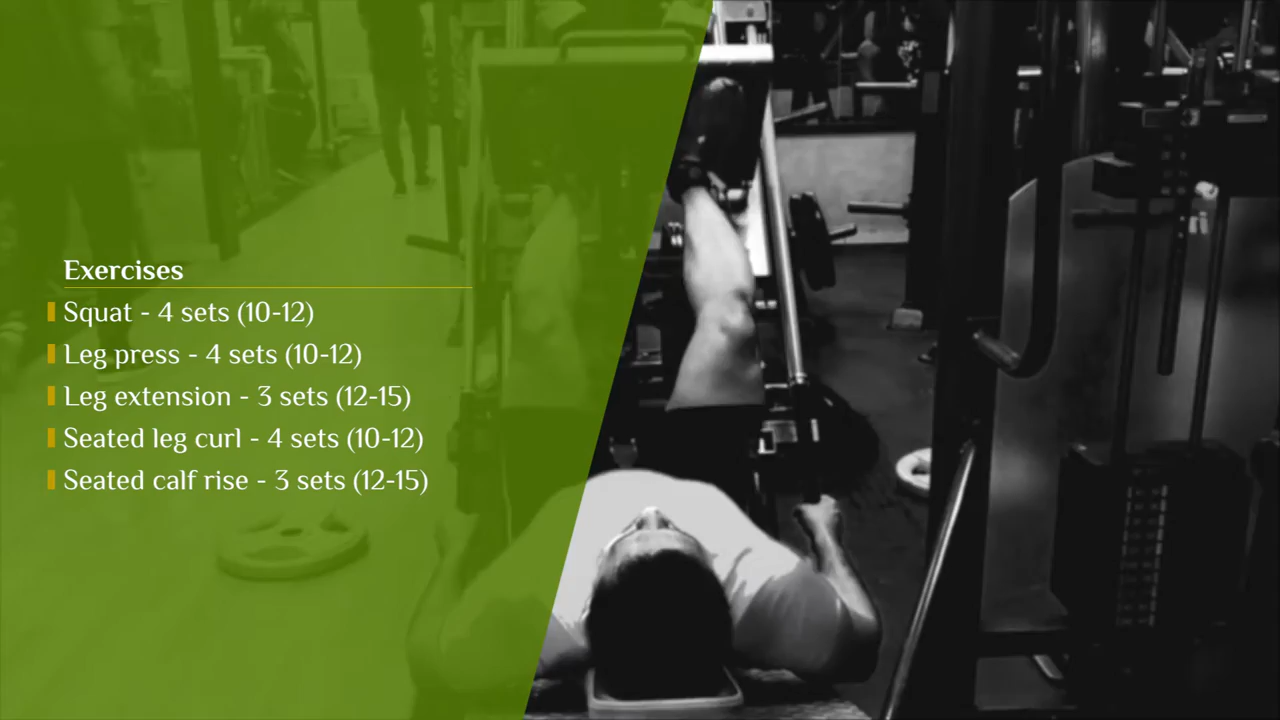 Exercises
Squat - 4 sets (10-12)
Leg press - 4 sets (10-12)
Leg extension - 3 sets (12-15)
Seated leg curl - 4 sets (10-12)
Seated calf rise - 3 sets (12-15)